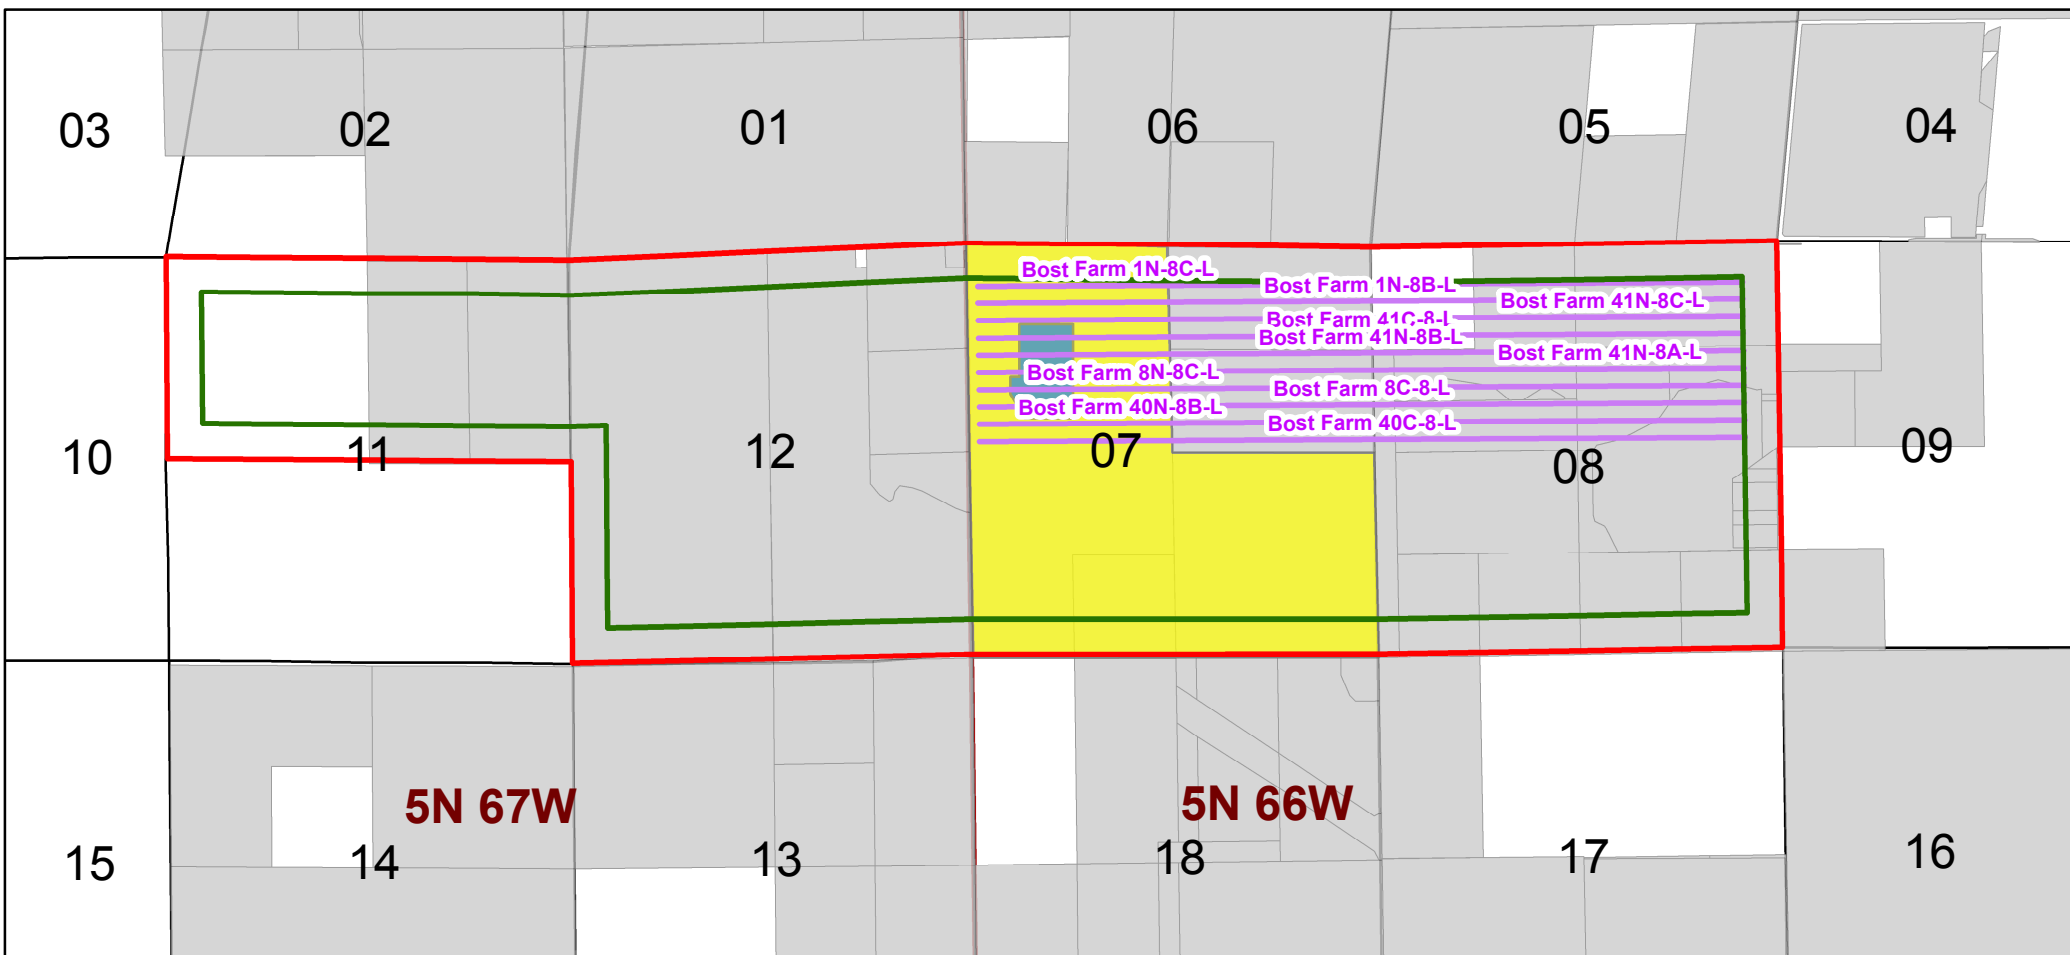 03
02
01
06
05
04
Bost Farm 1N-8C-L
Bost Farm 1N-8B-L
Bost Farm 41N-8C-L
Bost Farm 41C-8-L
Bost Farm 41N-8B-L
Bost Farm 41N-8A-L
Bost Farm 8N-8C-L
Bost Farm 8C-8-L
Bost Farm 40N-8B-L
Bost Farm 40C-8-L
10
11
12
07
08
09
5N 67W
5N 66W
15
14
13
18
17
16